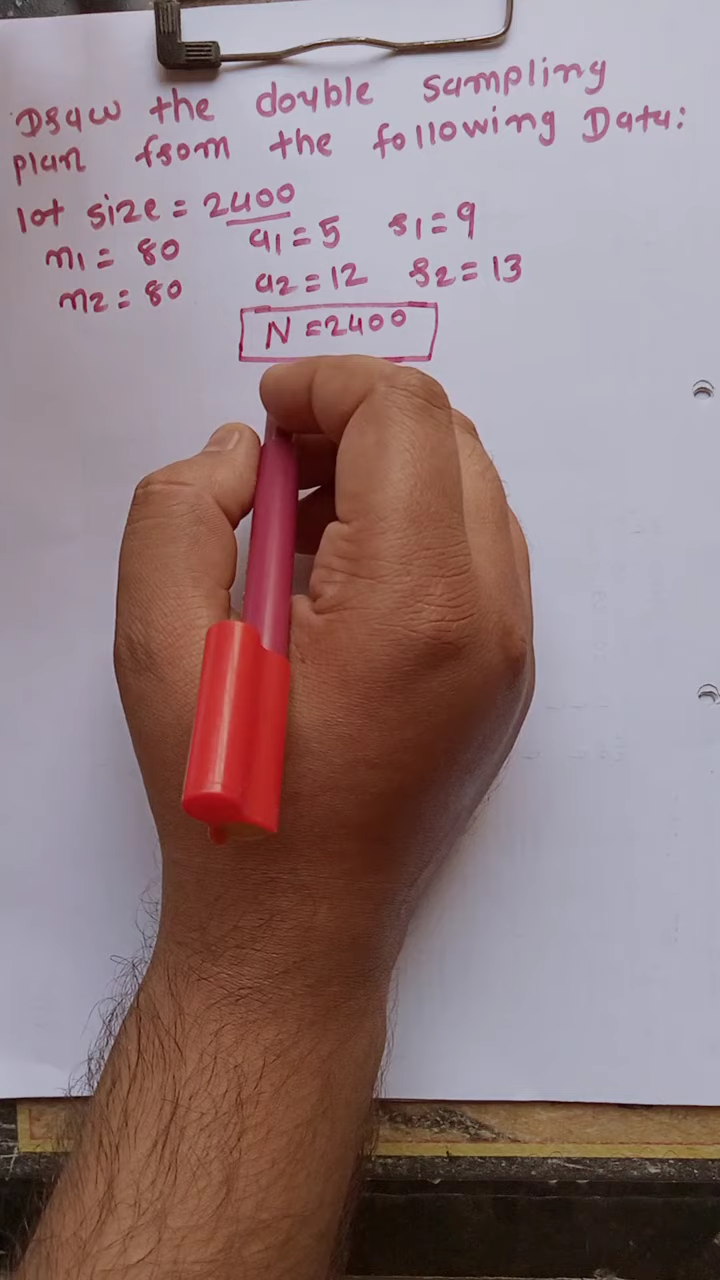 Draw the double sampling
plan from the following Data:
lot size = 2400
n1 = 80 a1 = 5 r1 = 9
n2 = 80 a2 = 12 r2 = 13
N = 2400